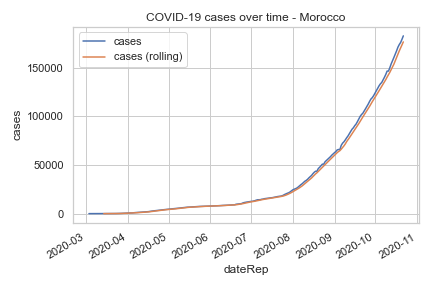 COVID-19 cases over time - Morocco
cases
cases (rolling)
150000
100000
50000
0
cases
2020-03
2020-04
2020-05
2020-06
2020-07
2020-08
2020-09
2020-10
2020-11
dateRep